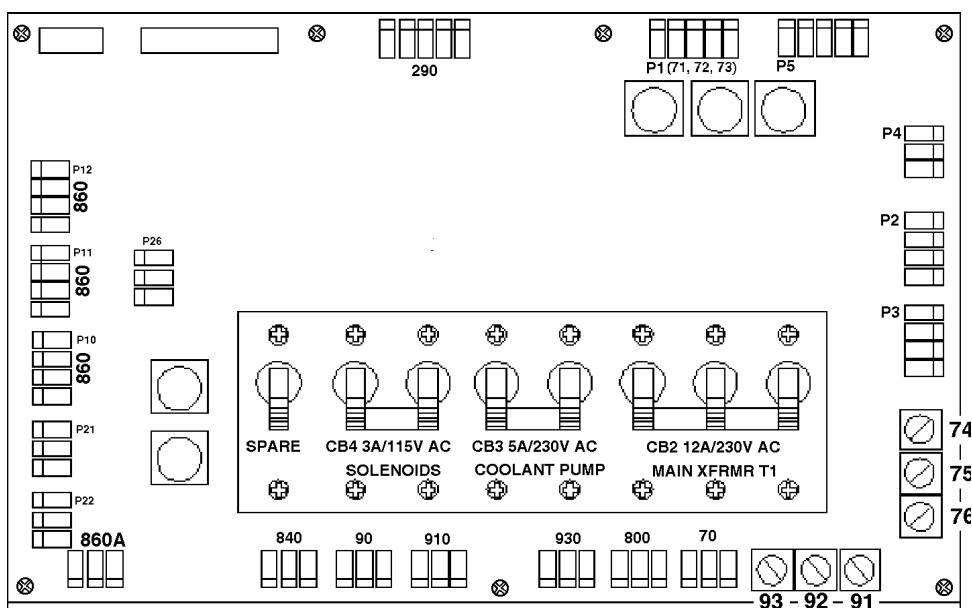 290
P1 (71, 72, 73)
P5
P4
P12
860
P2
P11
860
P26
P3
P10
860
P21
P22
SPARE
CB4 3A/115V AC
SOLENOIDS
CB3 5A/230V AC
COOLANT PUMP
CB2 12A/230V AC
MAIN XFRMR T1
74
75
76
860A
840
90
910
930
800
70
93 - 92 - 91